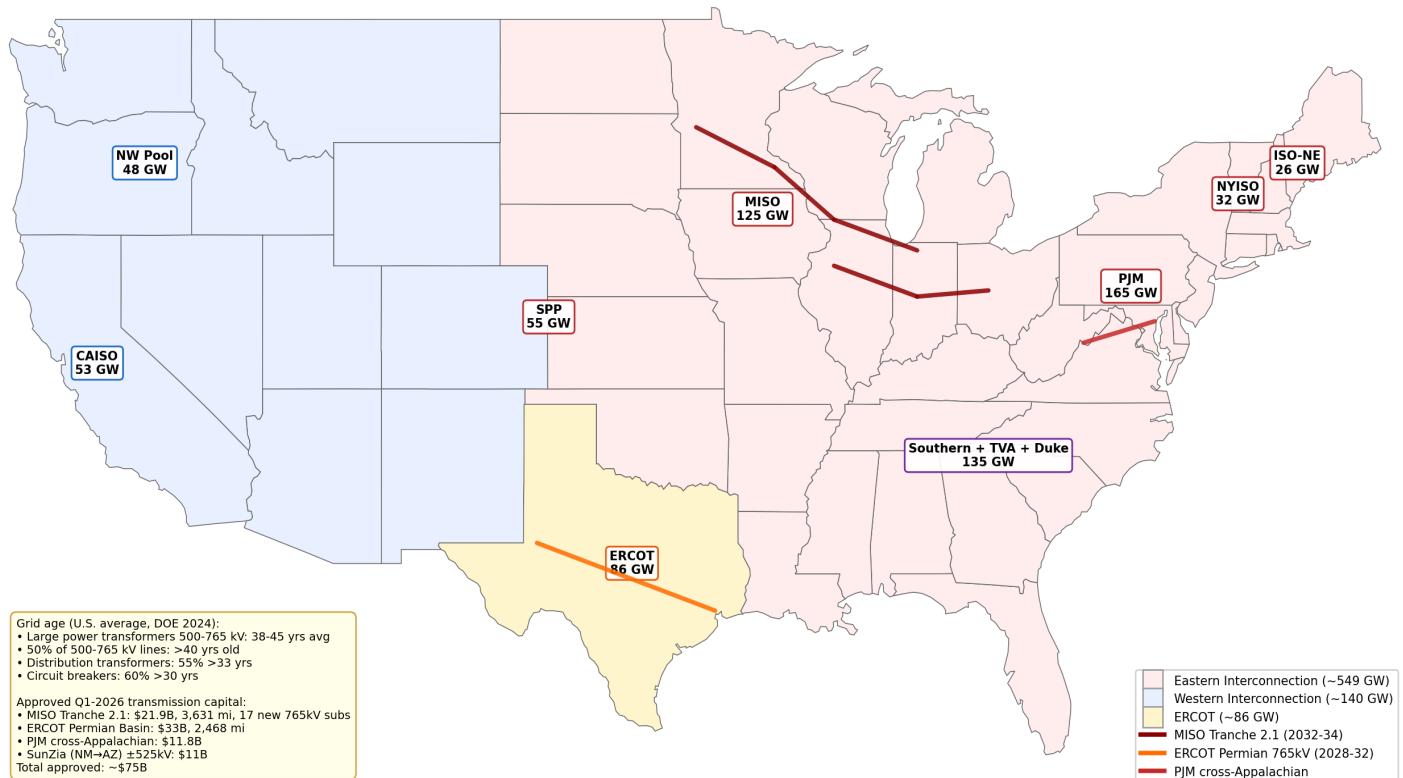 NW Pool
48 GW
ISO-NE
26 GW
NYISO
32 GW
MISO
125 GW
PJM
165 GW
SPP
55 GW
CAISO
53 GW
Southern + TVA + Duke
135 GW
ERCOT
86 GW
Grid age (U.S. average, DOE 2024):
• Large power transformers 500-765 kV: 38-45 yrs avg
• 50% of 500-765 kV lines: >40 yrs old
• Distribution transformers: 55% >33 yrs
• Circuit breakers: 60% >30 yrs
Approved Q1-2026 transmission capital:
• MISO Tranche 2.1: $21.9B, 3,631 mi, 17 new 765kV subs
• ERCOT Permian Basin: $33B, 2,468 mi
• PJM cross-Appalachian: $11.8B
• SunZia (NM→AZ) ±525kV: $11B
Total approved: ~$75B
Eastern Interconnection (~549 GW)
Western Interconnection (~140 GW)
ERCOT (~86 GW)
MISO Tranche 2.1 (2032-34)
ERCOT Permian 765kV (2028-32)
PJM cross-Appalachian